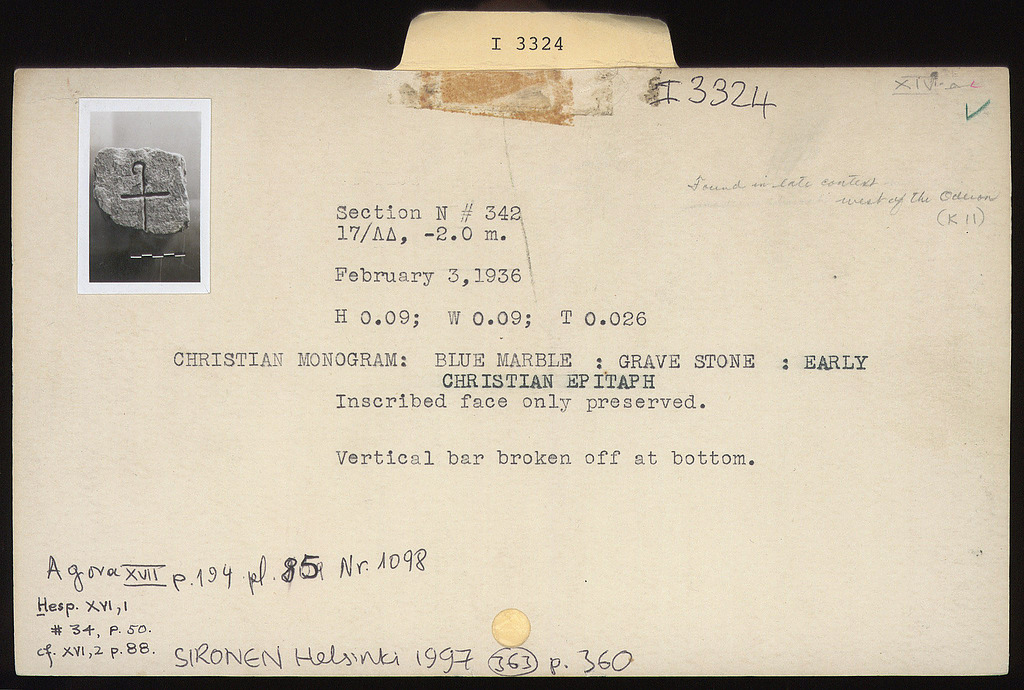 I 3324
I 3324
Found in late context
west of the Odeion
(K 11)
Section N # 342
17/ΛΔ, -2.0 m.
February 3,1936
H 0.09; W 0.09; T 0.026
CHRISTIAN MONOGRAM: BLUE MARBLE : GRAVE STONE : EARLY
CHRISTIAN EPITAPH
Inscribed face only preserved.
Vertical bar broken off at bottom.
Agora XVII p.194 pl. 85 Nr. 1098
Hesp. XVI,1
# 34, P. 50.
cf. XVI,2 p. 88.
SIRONEN Helsinki 1997 363 p. 360